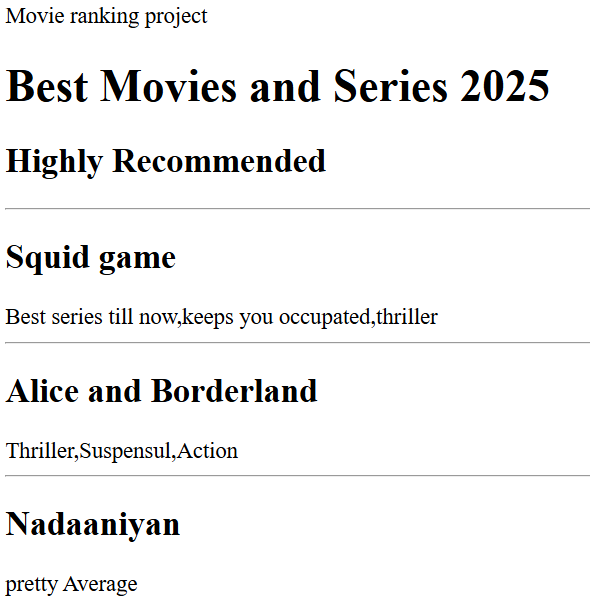 Movie ranking project
Best Movies and Series 2025
Highly Recommended
Squid game
Best series till now,keeps you occupated,thriller
Alice and Borderland
Thriller,Suspensul,Action
Nadaaniyan
pretty Average